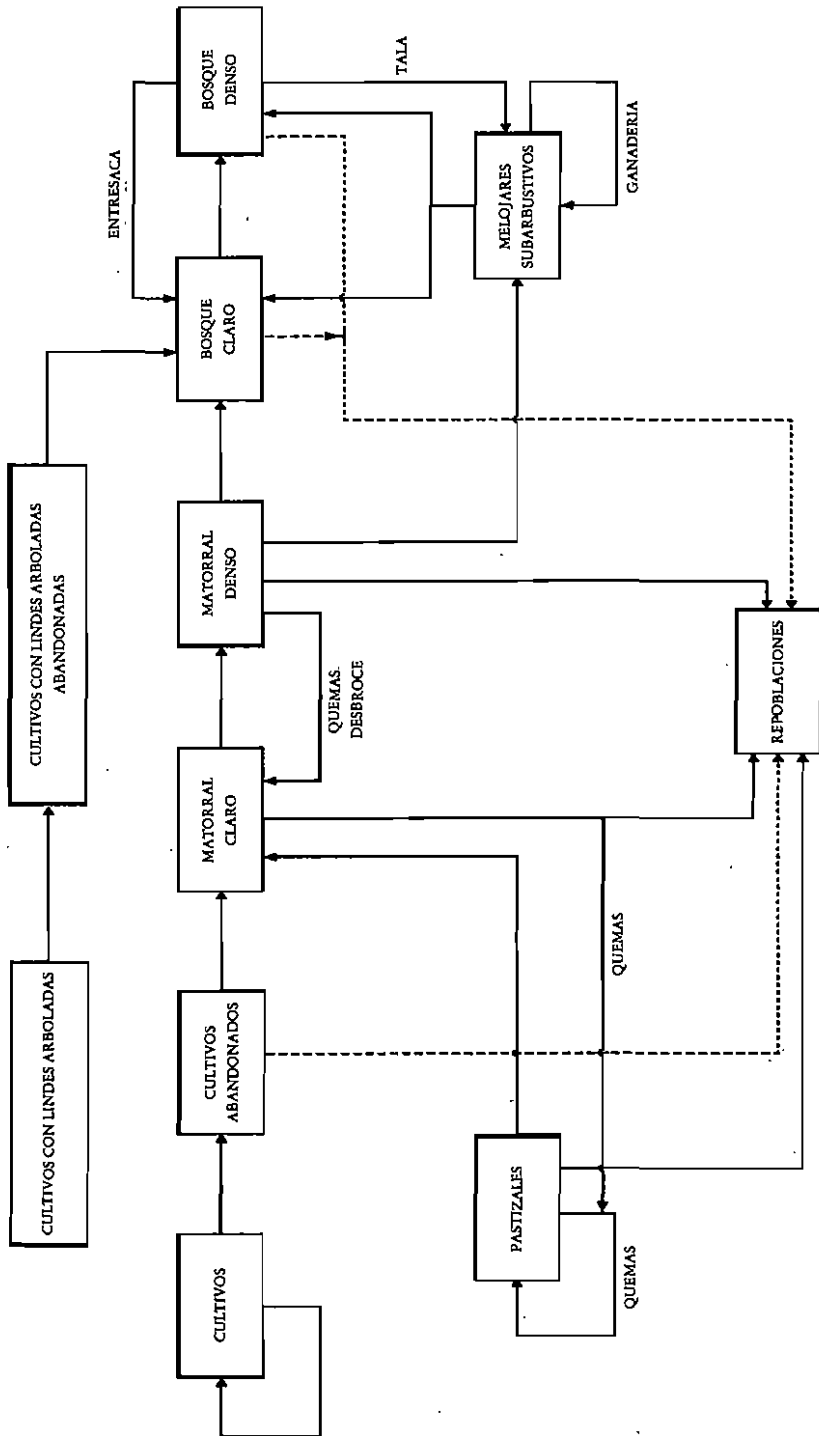 CULTIVOS CON LINDES ARBOLADAS
CULTIVOS CON LINDES ARBOLADAS
ABANDONADAS
ENTRESACA
CULTIVOS
CULTIVOS
ABANDONADOS
MATORRAL
CLARO
MATORRAL
DENSO
BOSQUE
CLARO
BOSQUE
DENSO
QUEMAS-
DESBROCE
TALA
PASTIZALES
MELOJARES
SUBARBUSTIVOS
QUEMAS
QUEMAS
GANADERIA
REPOBLACIONES